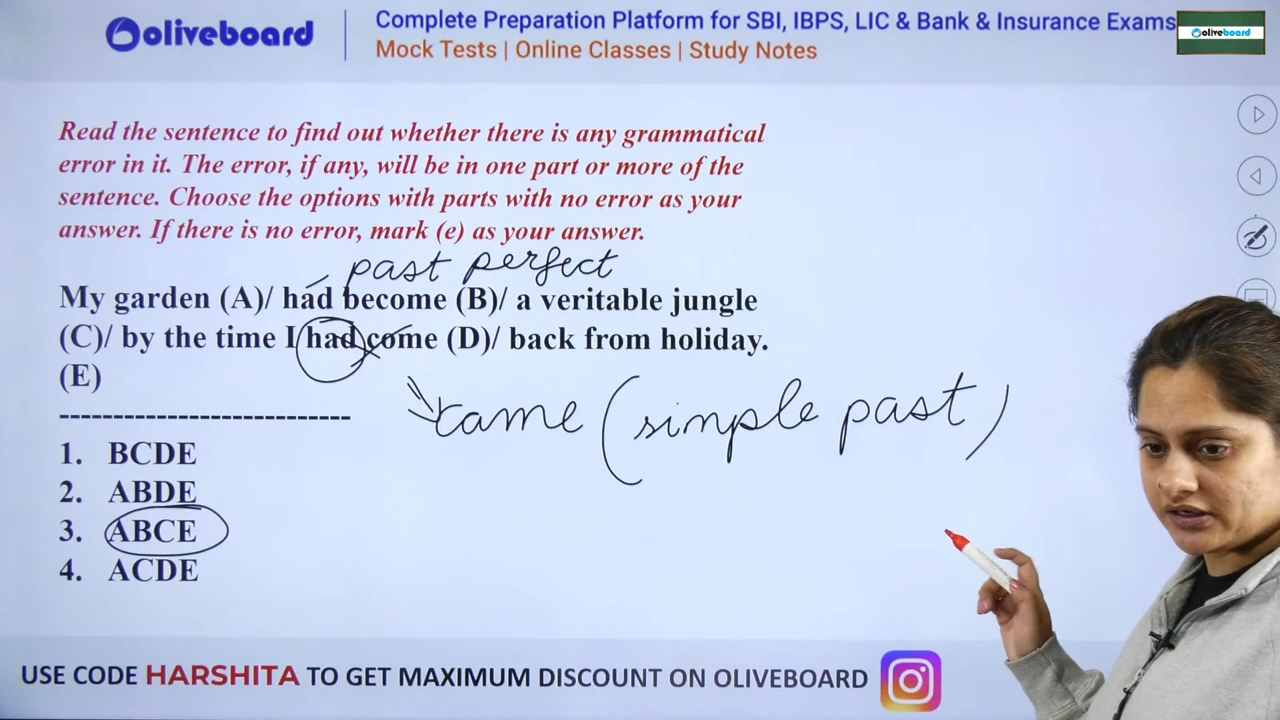 oliveboard
Complete Preparation Platform for SBI, IBPS, LIC & Bank & Insurance Exams
Mock Tests | Online Classes | Study Notes
oliveboard
Read the sentence to find out whether there is any grammatical
error in it. The error, if any, will be in one part or more of the
sentence. Choose the options with parts with no error as your
answer. If there is no error, mark (e) as your answer.
past perfect
My garden (A)/ had become (B)/ a veritable jungle
(C)/ by the time I had come (D)/ back from holiday.
(E)
came (simple past)
1. BCDE
2. ABDE
3. ABCE
4. ACDE
USE CODE HARSHITA TO GET MAXIMUM DISCOUNT ON OLIVEBOARD